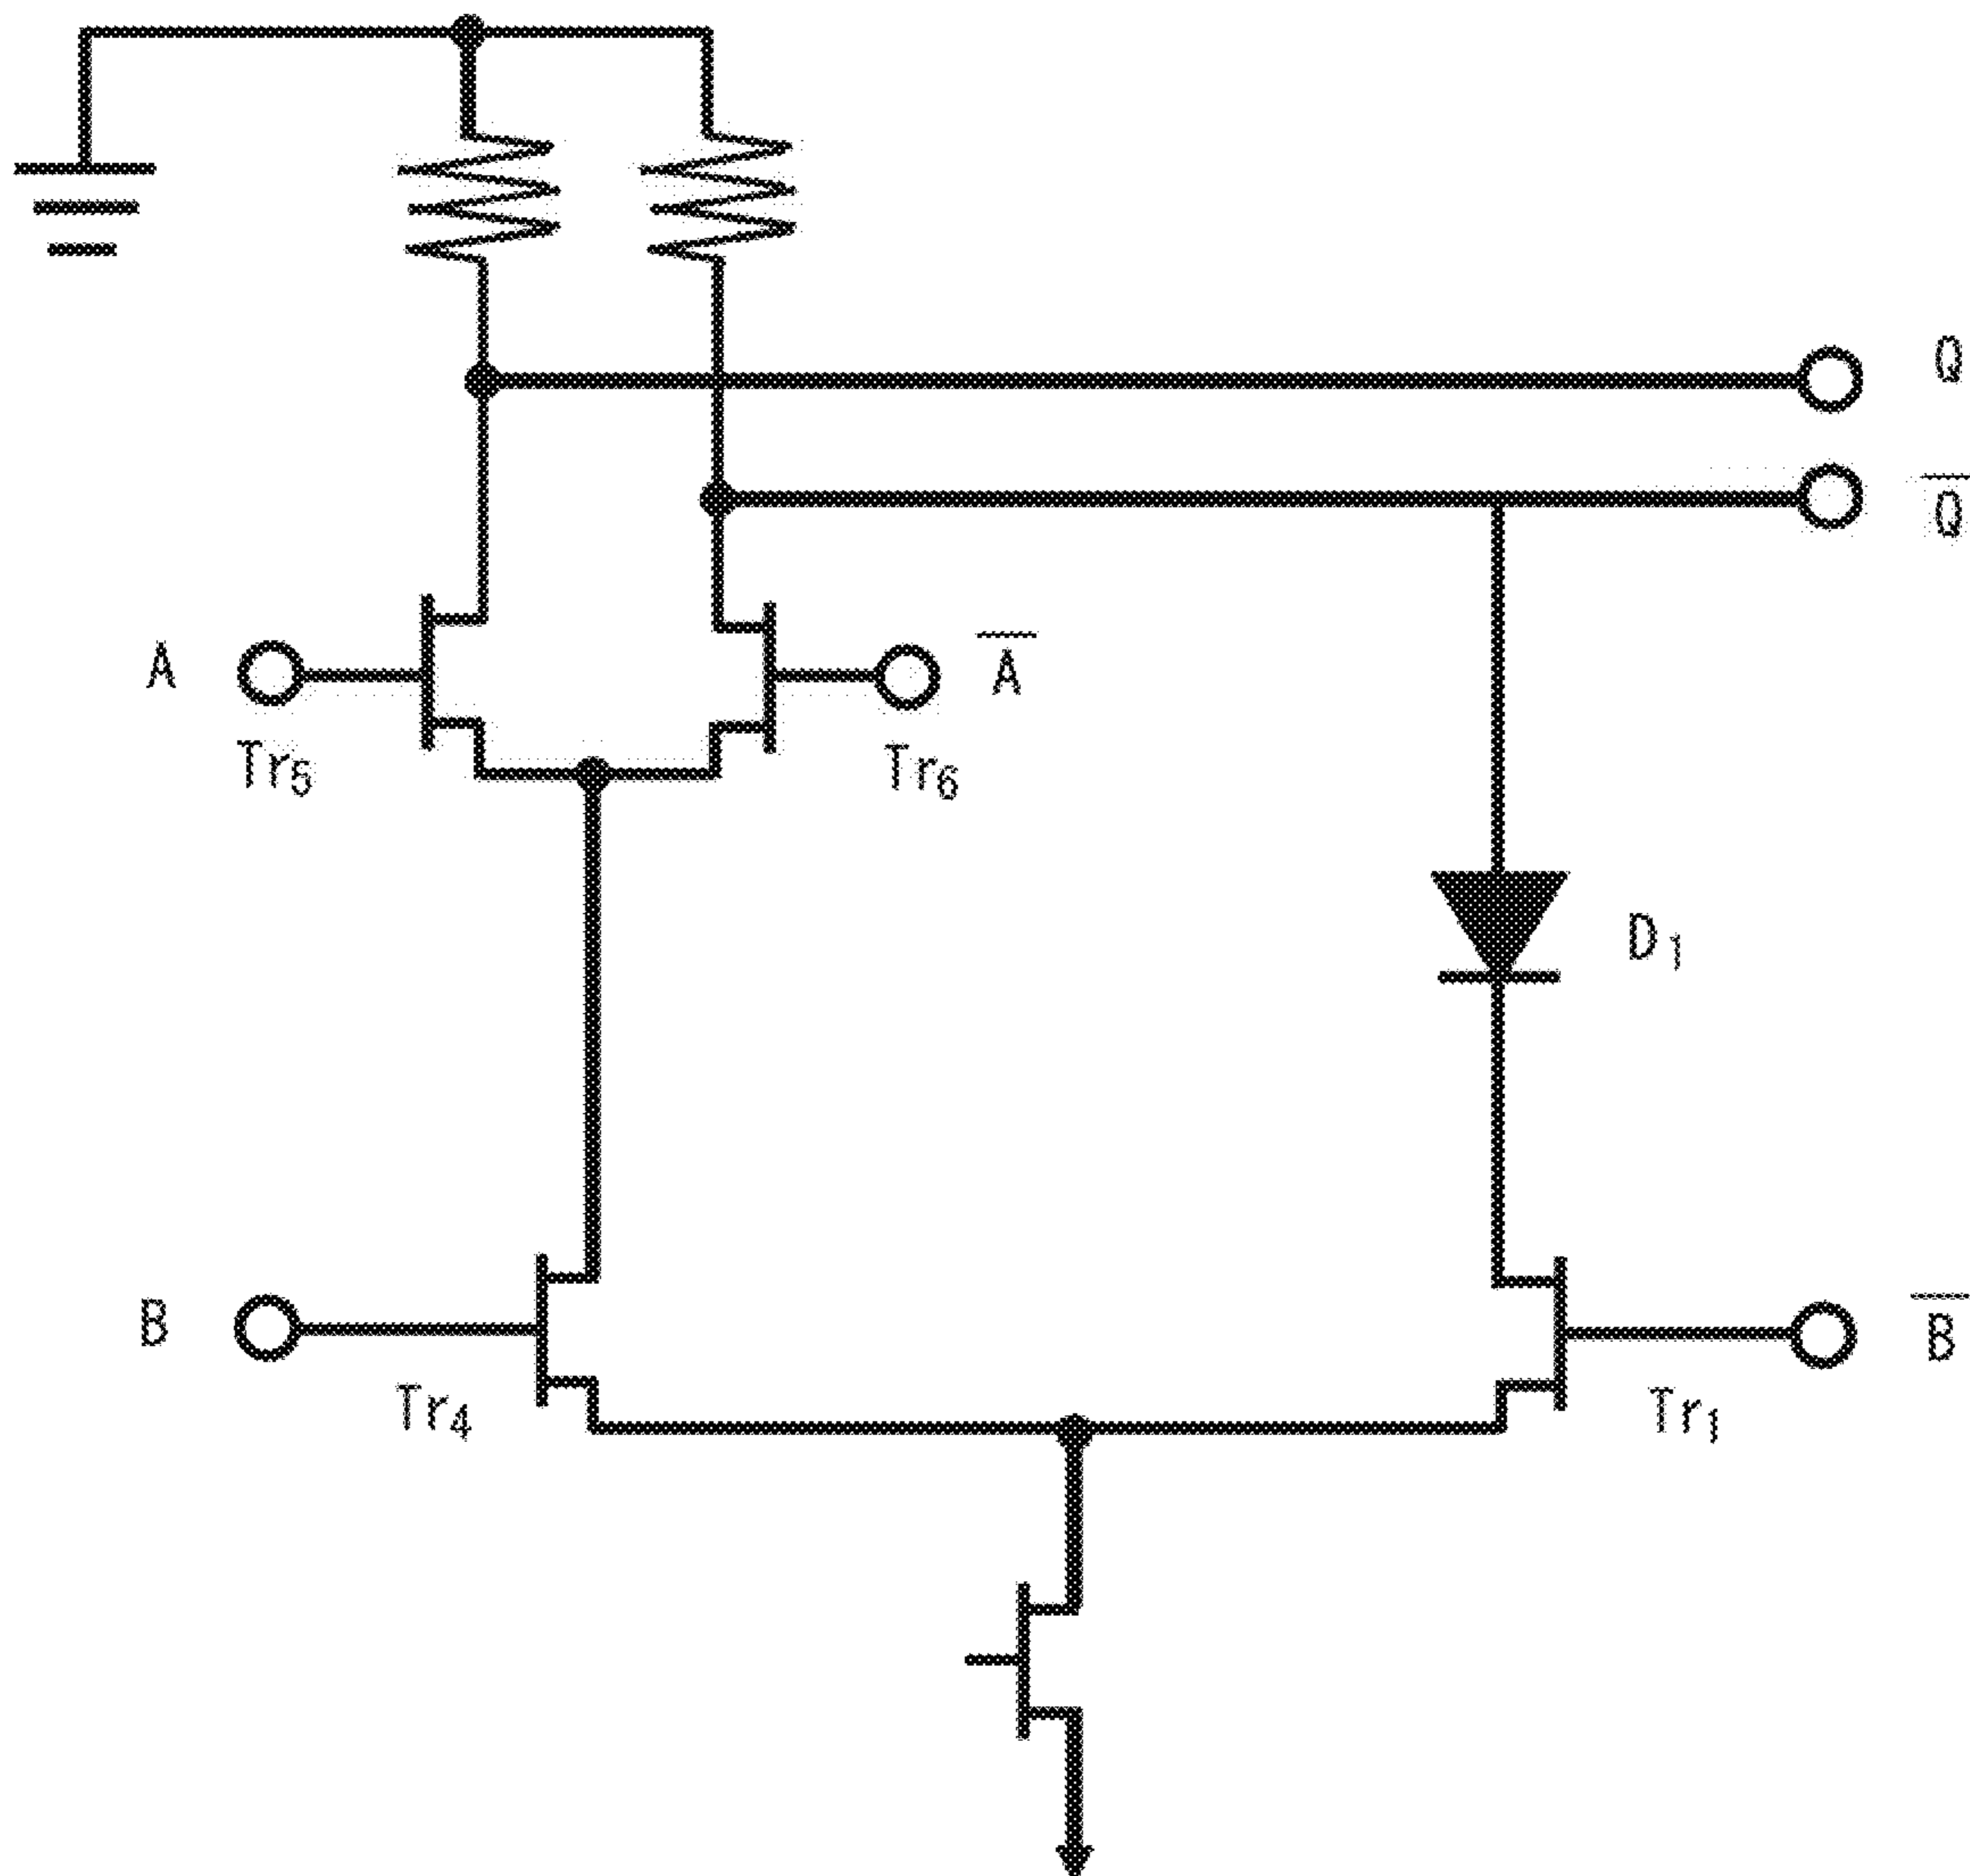 Q
Q̅
A
A̅
Tr₅
Tr₆
D₁
B
B̅
Tr₄
Tr₁